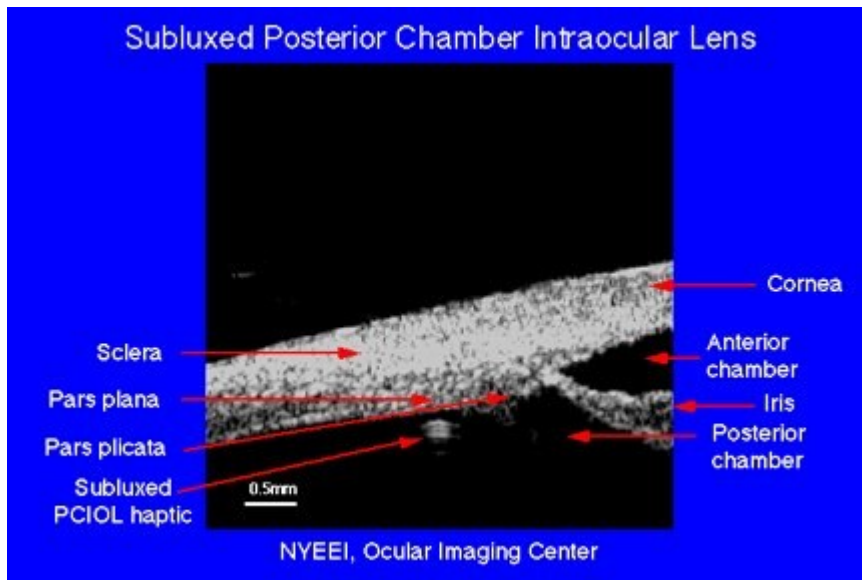 Subluxed Posterior Chamber Intraocular Lens
Cornea
Sclera
Anterior
chamber
Pars plana
Iris
Pars plicata
Posterior
chamber
Subluxed
PCIOL haptic
0.5mm
NYEEI, Ocular Imaging Center